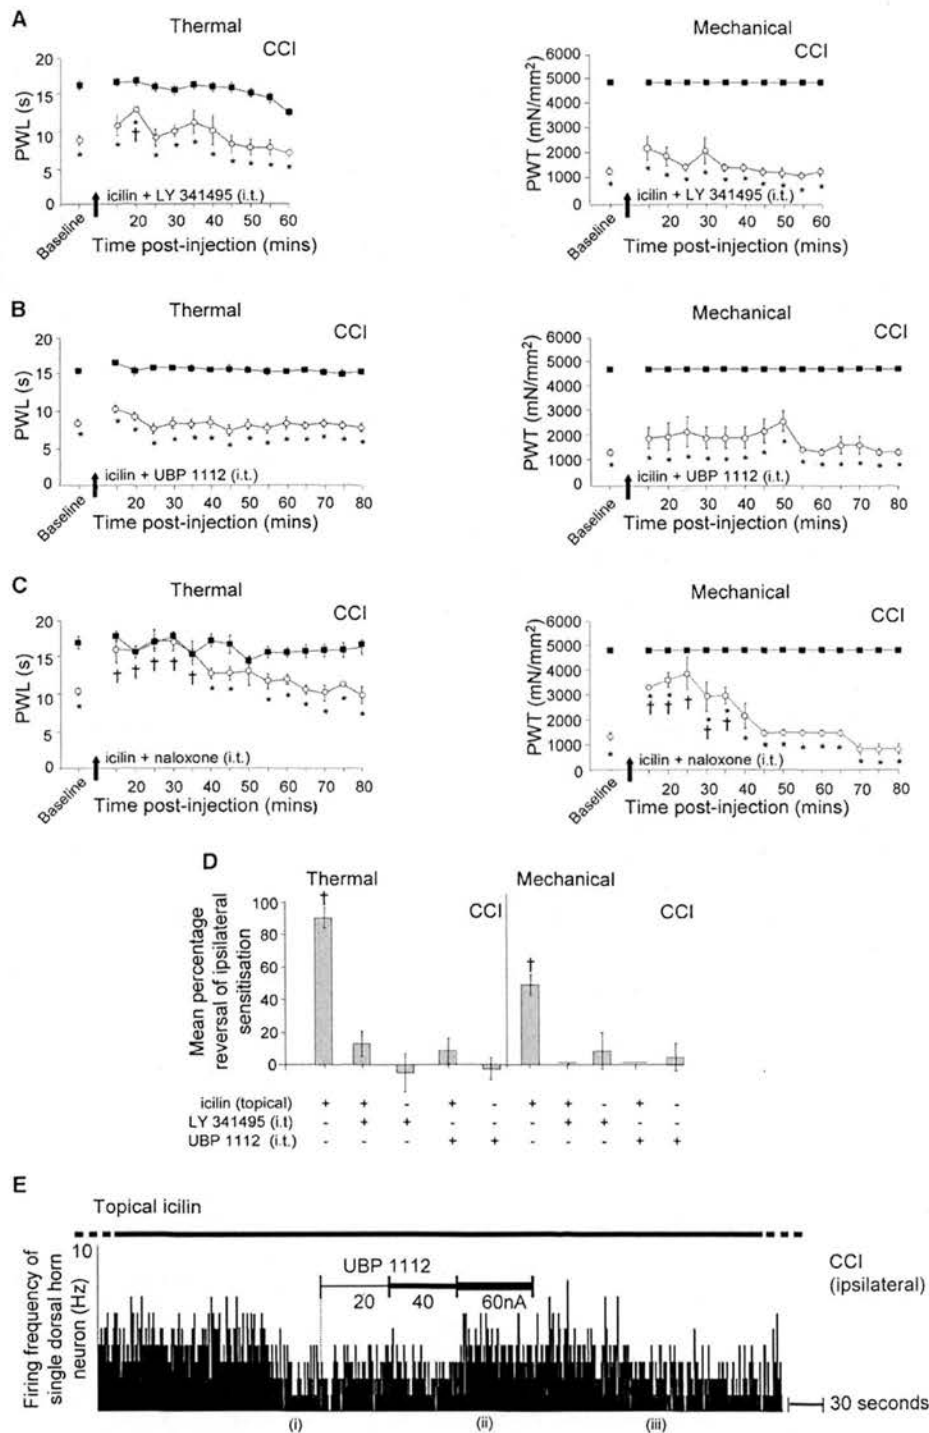 A
Thermal
CCI
PWL (s)
20
15
10
5
0
icilin + LY 341495 (i.t.)
Baseline
20 30 40 50 60
Time post-injection (mins)
Mechanical
CCI
PWT (mN/mm²)
6000
5000
4000
3000
2000
1000
0
icilin + LY 341495 (i.t.)
Baseline
20 30 40 50 60
Time post-injection (mins)
B
Thermal
CCI
PWL (s)
20
15
10
5
0
icilin + UBP 1112 (i.t.)
Baseline
20 30 40 50 60 70 80
Time post-injection (mins)
Mechanical
CCI
PWT (mN/mm²)
6000
5000
4000
3000
2000
1000
0
icilin + UBP 1112 (i.t.)
Baseline
20 30 40 50 60 70 80
Time post-injection (mins)
C
Thermal
CCI
PWL (s)
20
15
10
5
0
icilin + naloxone (i.t.)
Baseline
20 30 40 50 60 70 80
Time post-injection (mins)
Mechanical
CCI
PWT (mN/mm²)
6000
5000
4000
3000
2000
1000
0
icilin + naloxone (i.t.)
Baseline
20 30 40 50 60 70 80
Time post-injection (mins)
D
Thermal
CCI
Mechanical
CCI
Mean percentage
reversal of ipsilateral
sensitisation
100
80
60
40
20
0
icilin (topical) + + - + - + + - + -
LY 341495 (i.t) - + + - - - + + - -
UBP 1112 (i.t.) - - - + + - - - + +
E
Topical icilin
Firing frequency of
single dorsal horn
neuron (Hz)
10
UBP 1112
20 40 60nA
CCI
(ipsilateral)
30 seconds
(i) (ii) (iii)